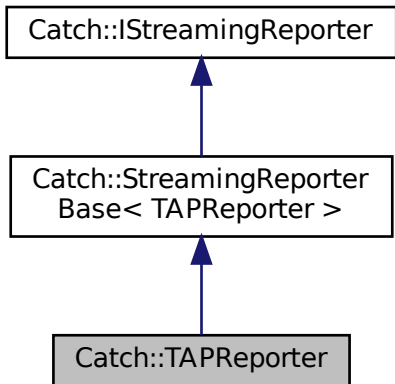 Catch::IStreamingReporter
Catch::StreamingReporter
Base< TAPReporter >
Catch::TAPReporter